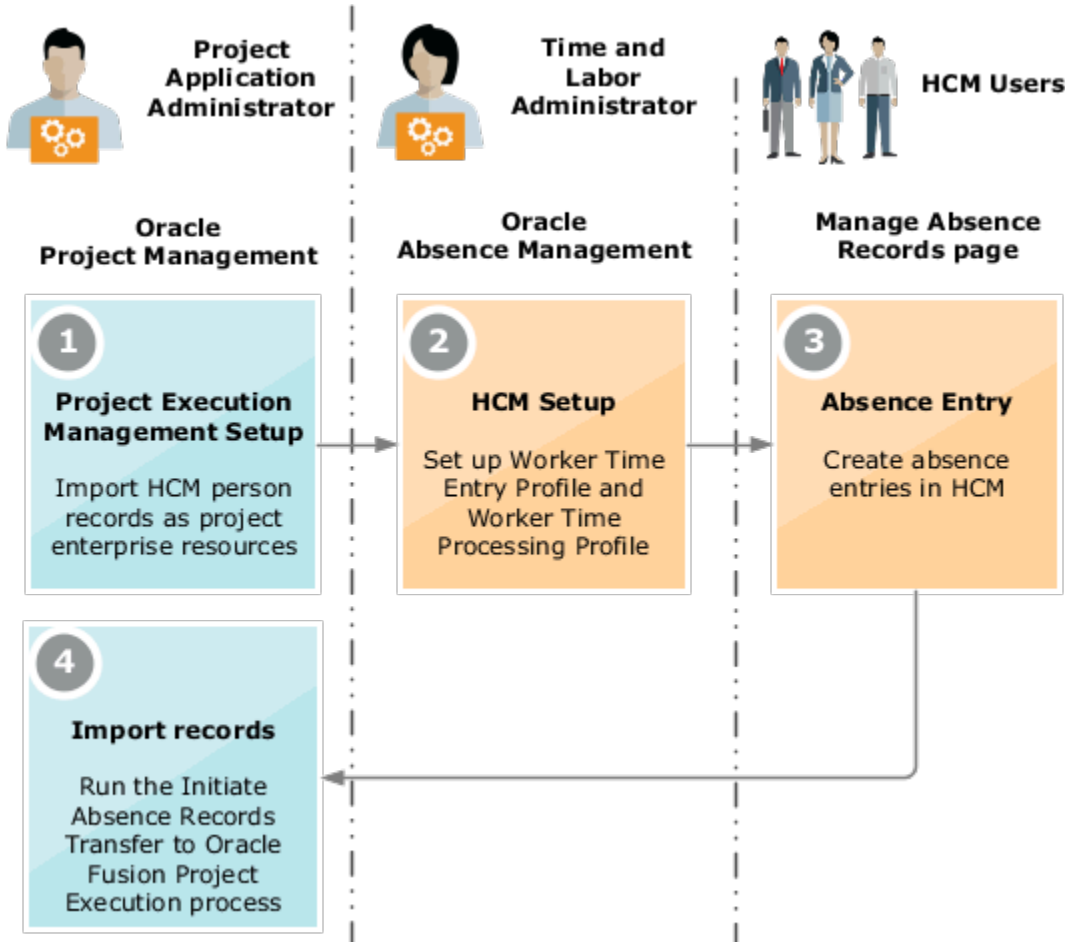 Project
Application
Administrator
Time and
Labor
Administrator
HCM Users
Oracle
Project Management
Oracle
Absence Management
Manage Absence
Records page
1
Project Execution
Management Setup
Import HCM person
records as project
enterprise resources
2
HCM Setup
Set up Worker Time
Entry Profile and
Worker Time
Processing Profile
3
Absence Entry
Create absence
entries in HCM
4
Import records
Run the Initiate
Absence Records
Transfer to Oracle
Fusion Project
Execution process